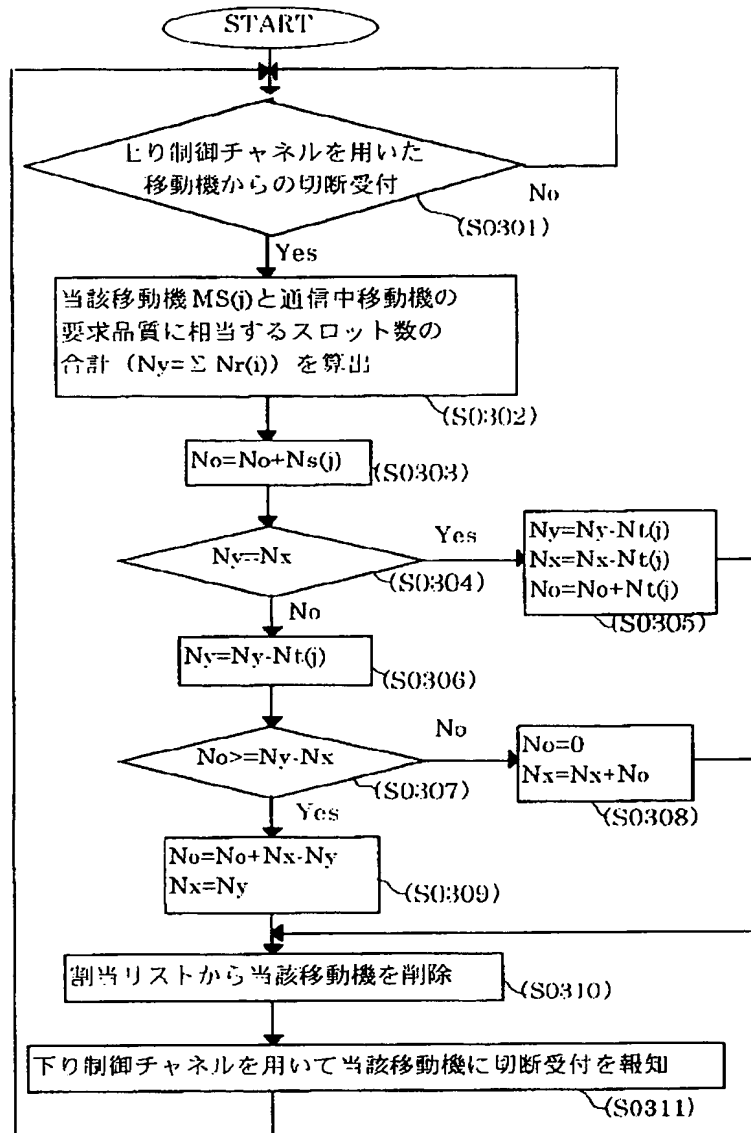 START
上り制御チャネルを用いた
移動機からの切断受付
No
(S0301)
Yes
当該移動機 MS(j)と通信中移動機の
要求品質に相当するスロット数の
合計（Ny=Σ Nr(i)）を算出
(S0302)
No=No+Ns(j)
(S0303)
Ny=Nx
Yes
(S0304)
Ny=Ny-Nt(j)
Nx=Nx-Nt(j)
No=No+Nt(j)
(S0305)
No
Ny=Ny-Nt(j)
(S0306)
No>=Ny-Nx
No
(S0307)
No=0
Nx=Nx+No
(S0308)
Yes
No=No+Nx-Ny
Nx=Ny
(S0309)
割当リストから当該移動機を削除
(S0310)
下り制御チャネルを用いて当該移動機に切断受付を報知
(S0311)